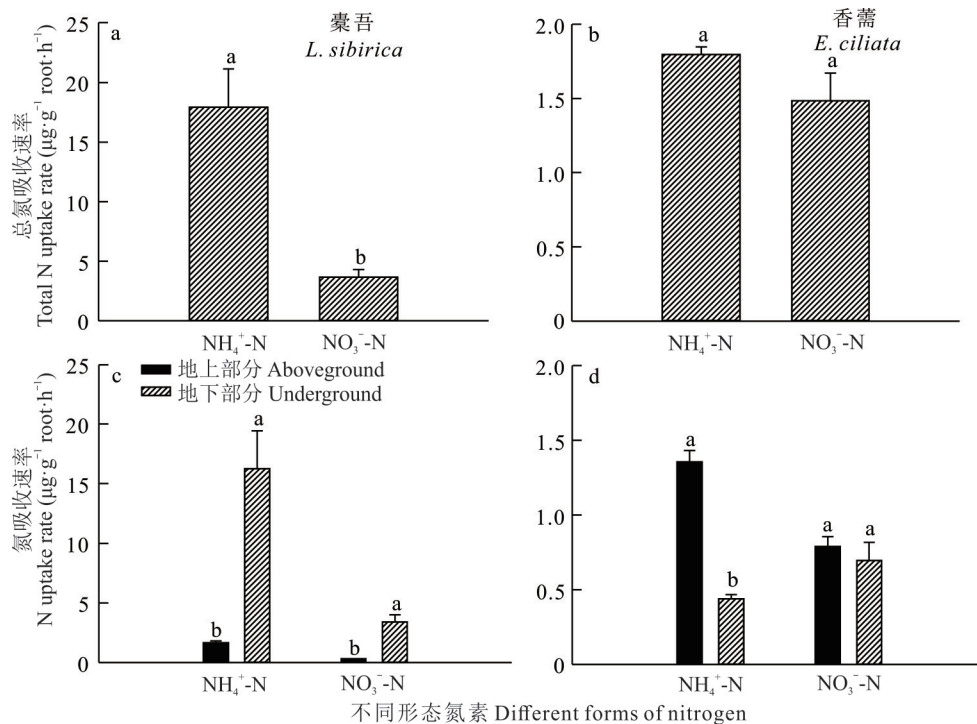 a
橐吾
L. sibirica
25
20
15
10
5
0
总氮吸收速率
Total N uptake rate (μg·g⁻¹ root·h⁻¹)
a
b
NH₄⁺-N
NO₃⁻-N
b
香薷
E. ciliata
2.0
1.5
1.0
0.5
0
a
a
NH₄⁺-N
NO₃⁻-N
c
地上部分 Aboveground
地下部分 Underground
25
20
15
10
5
0
氮吸收速率
N uptake rate (μg·g⁻¹ root·h⁻¹)
b
a
b
a
NH₄⁺-N
NO₃⁻-N
d
2.0
1.5
1.0
0.5
0
a
b
a
a
NH₄⁺-N
NO₃⁻-N
不同形态氮素 Different forms of nitrogen